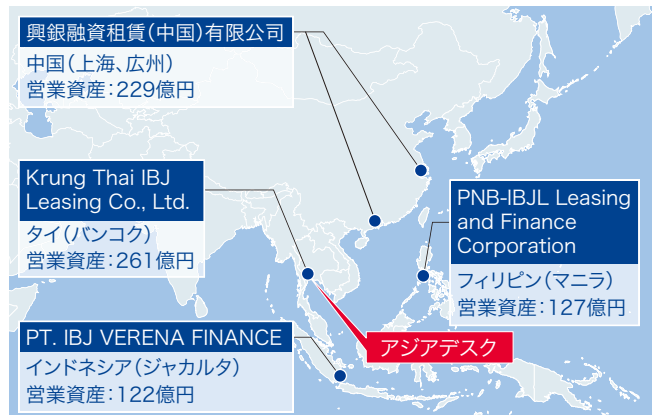 興銀融資租賃（中国）有限公司
中国（上海、広州）
営業資産：229億円
Krung Thai IBJ
Leasing Co., Ltd.
タイ（バンコク）
営業資産：261億円
PNB-IBJL Leasing
and Finance
Corporation
フィリピン（マニラ）
営業資産：127億円
アジアデスク
PT. IBJ VERENA FINANCE
インドネシア（ジャカルタ）
営業資産：122億円